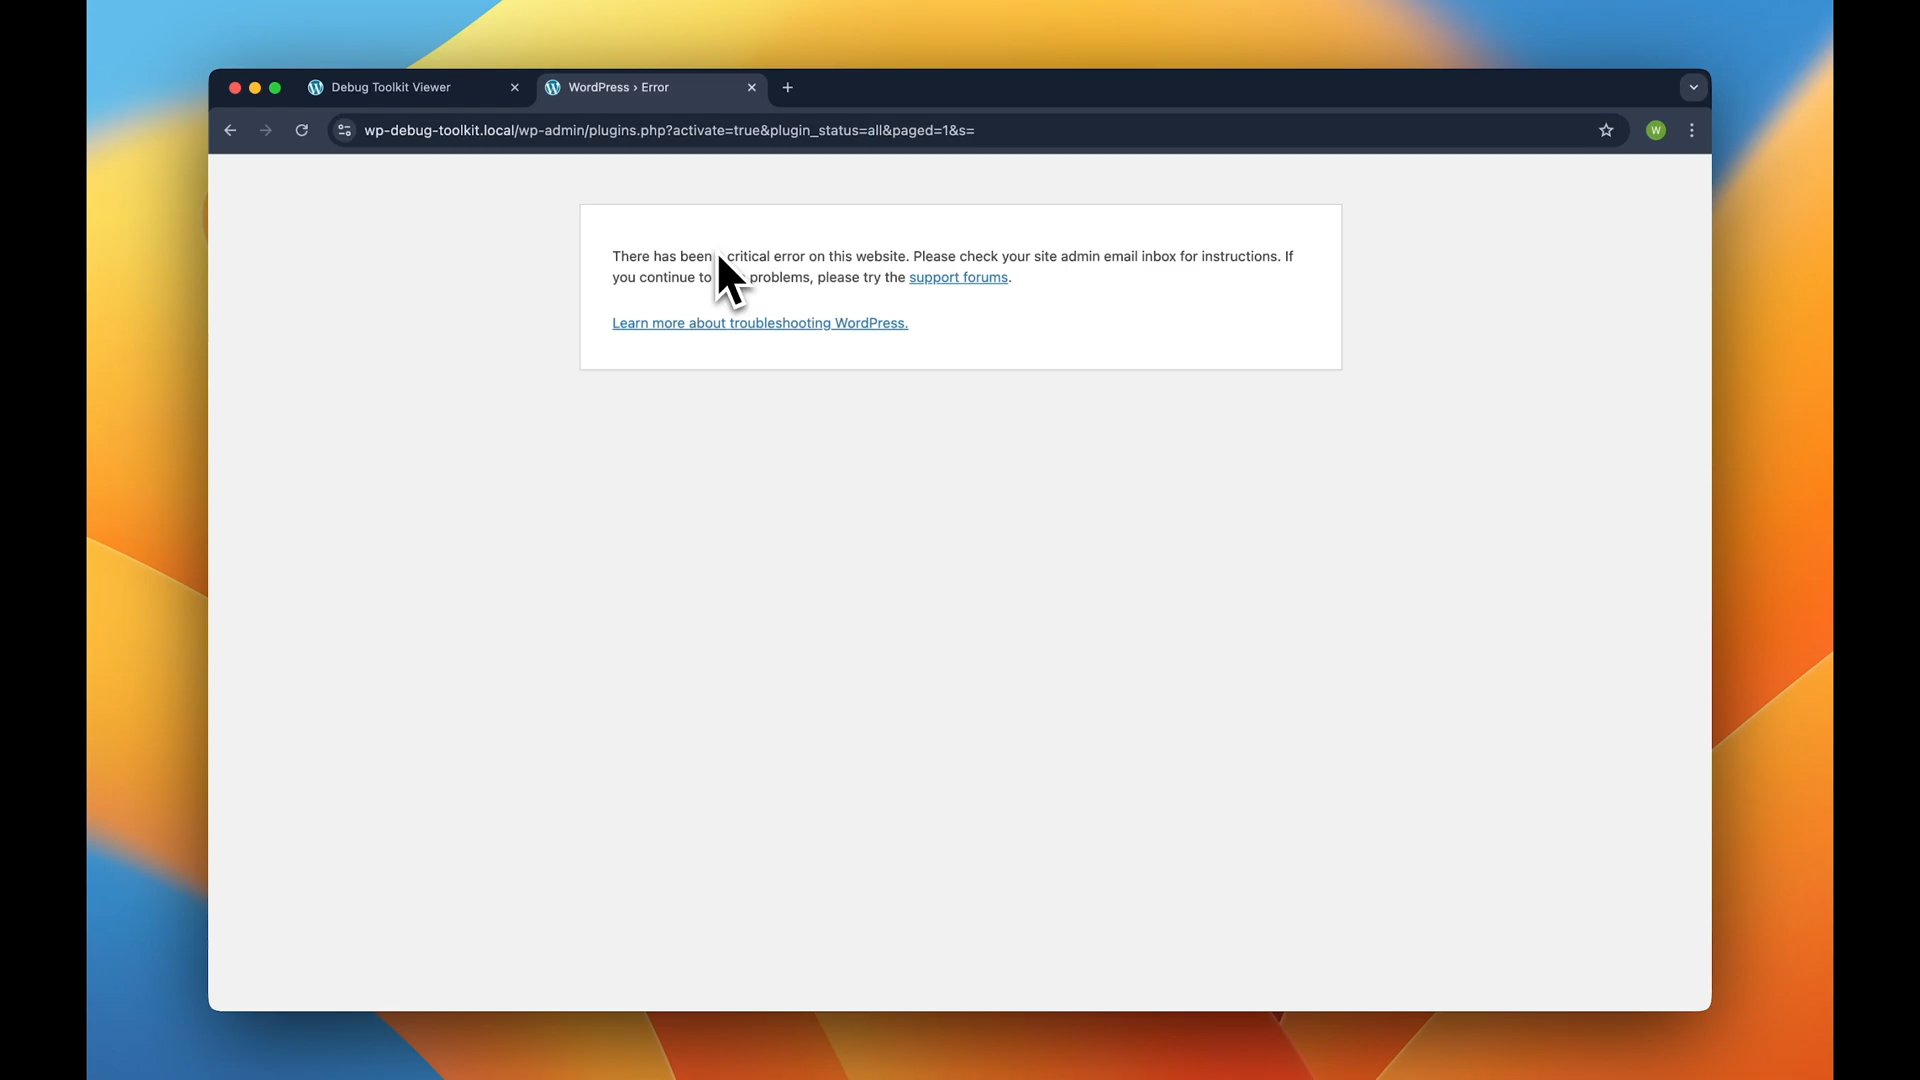 Debug Toolkit Viewer
WordPress › Error
wp-debug-toolkit.local/wp-admin/plugins.php?activate=true&plugin_status=all&paged=1&s=
W
There has been critical error on this website. Please check your site admin email inbox for instructions. If
you continue to problems, please try the support forums.
Learn more about troubleshooting WordPress.